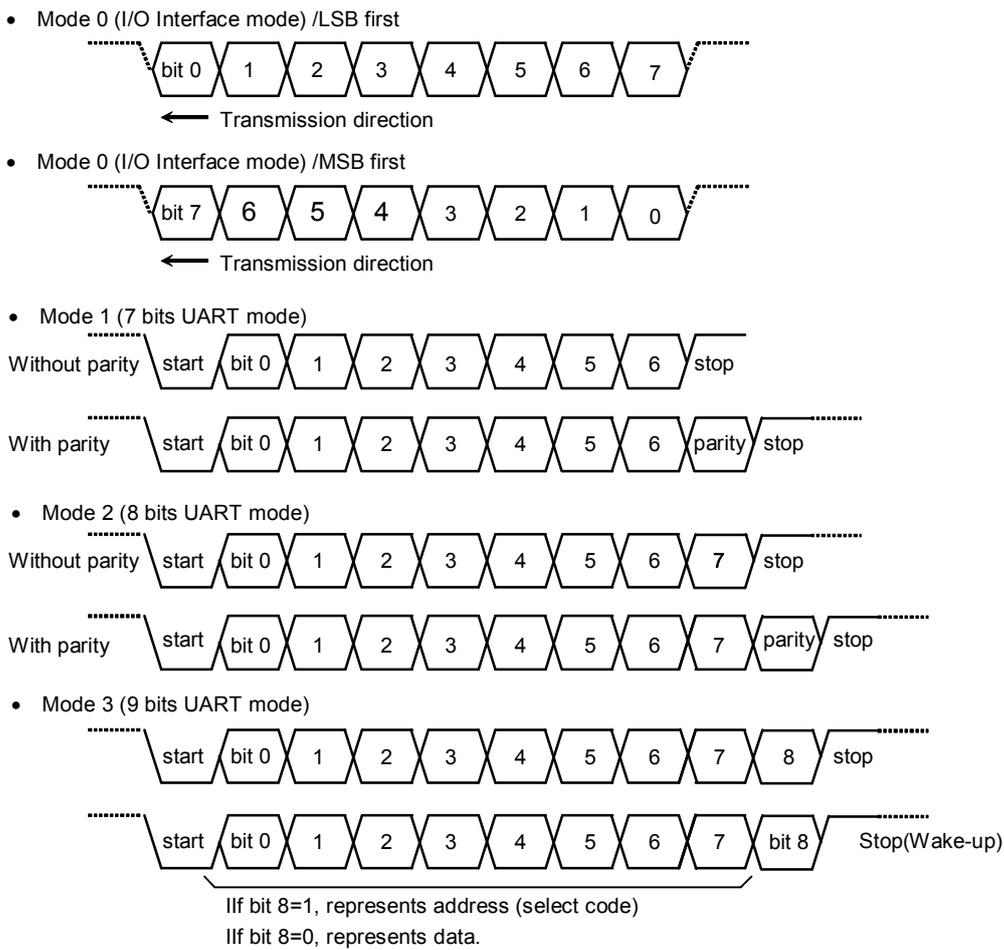 • Mode 0 (I/O Interface mode) /LSB first
bit 0 1 2 3 4 5 6 7
Transmission direction
• Mode 0 (I/O Interface mode) /MSB first
bit 7 6 5 4 3 2 1 0
Transmission direction
• Mode 1 (7 bits UART mode)
Without parity start bit 0 1 2 3 4 5 6 stop
With parity start bit 0 1 2 3 4 5 6 parity stop
• Mode 2 (8 bits UART mode)
Without parity start bit 0 1 2 3 4 5 6 7 stop
With parity start bit 0 1 2 3 4 5 6 7 parity stop
• Mode 3 (9 bits UART mode)
start bit 0 1 2 3 4 5 6 7 8 stop
start bit 0 1 2 3 4 5 6 7 bit 8 Stop(Wake-up)
IIf bit 8=1, represents address (select code)
IIf bit 8=0, represents data.